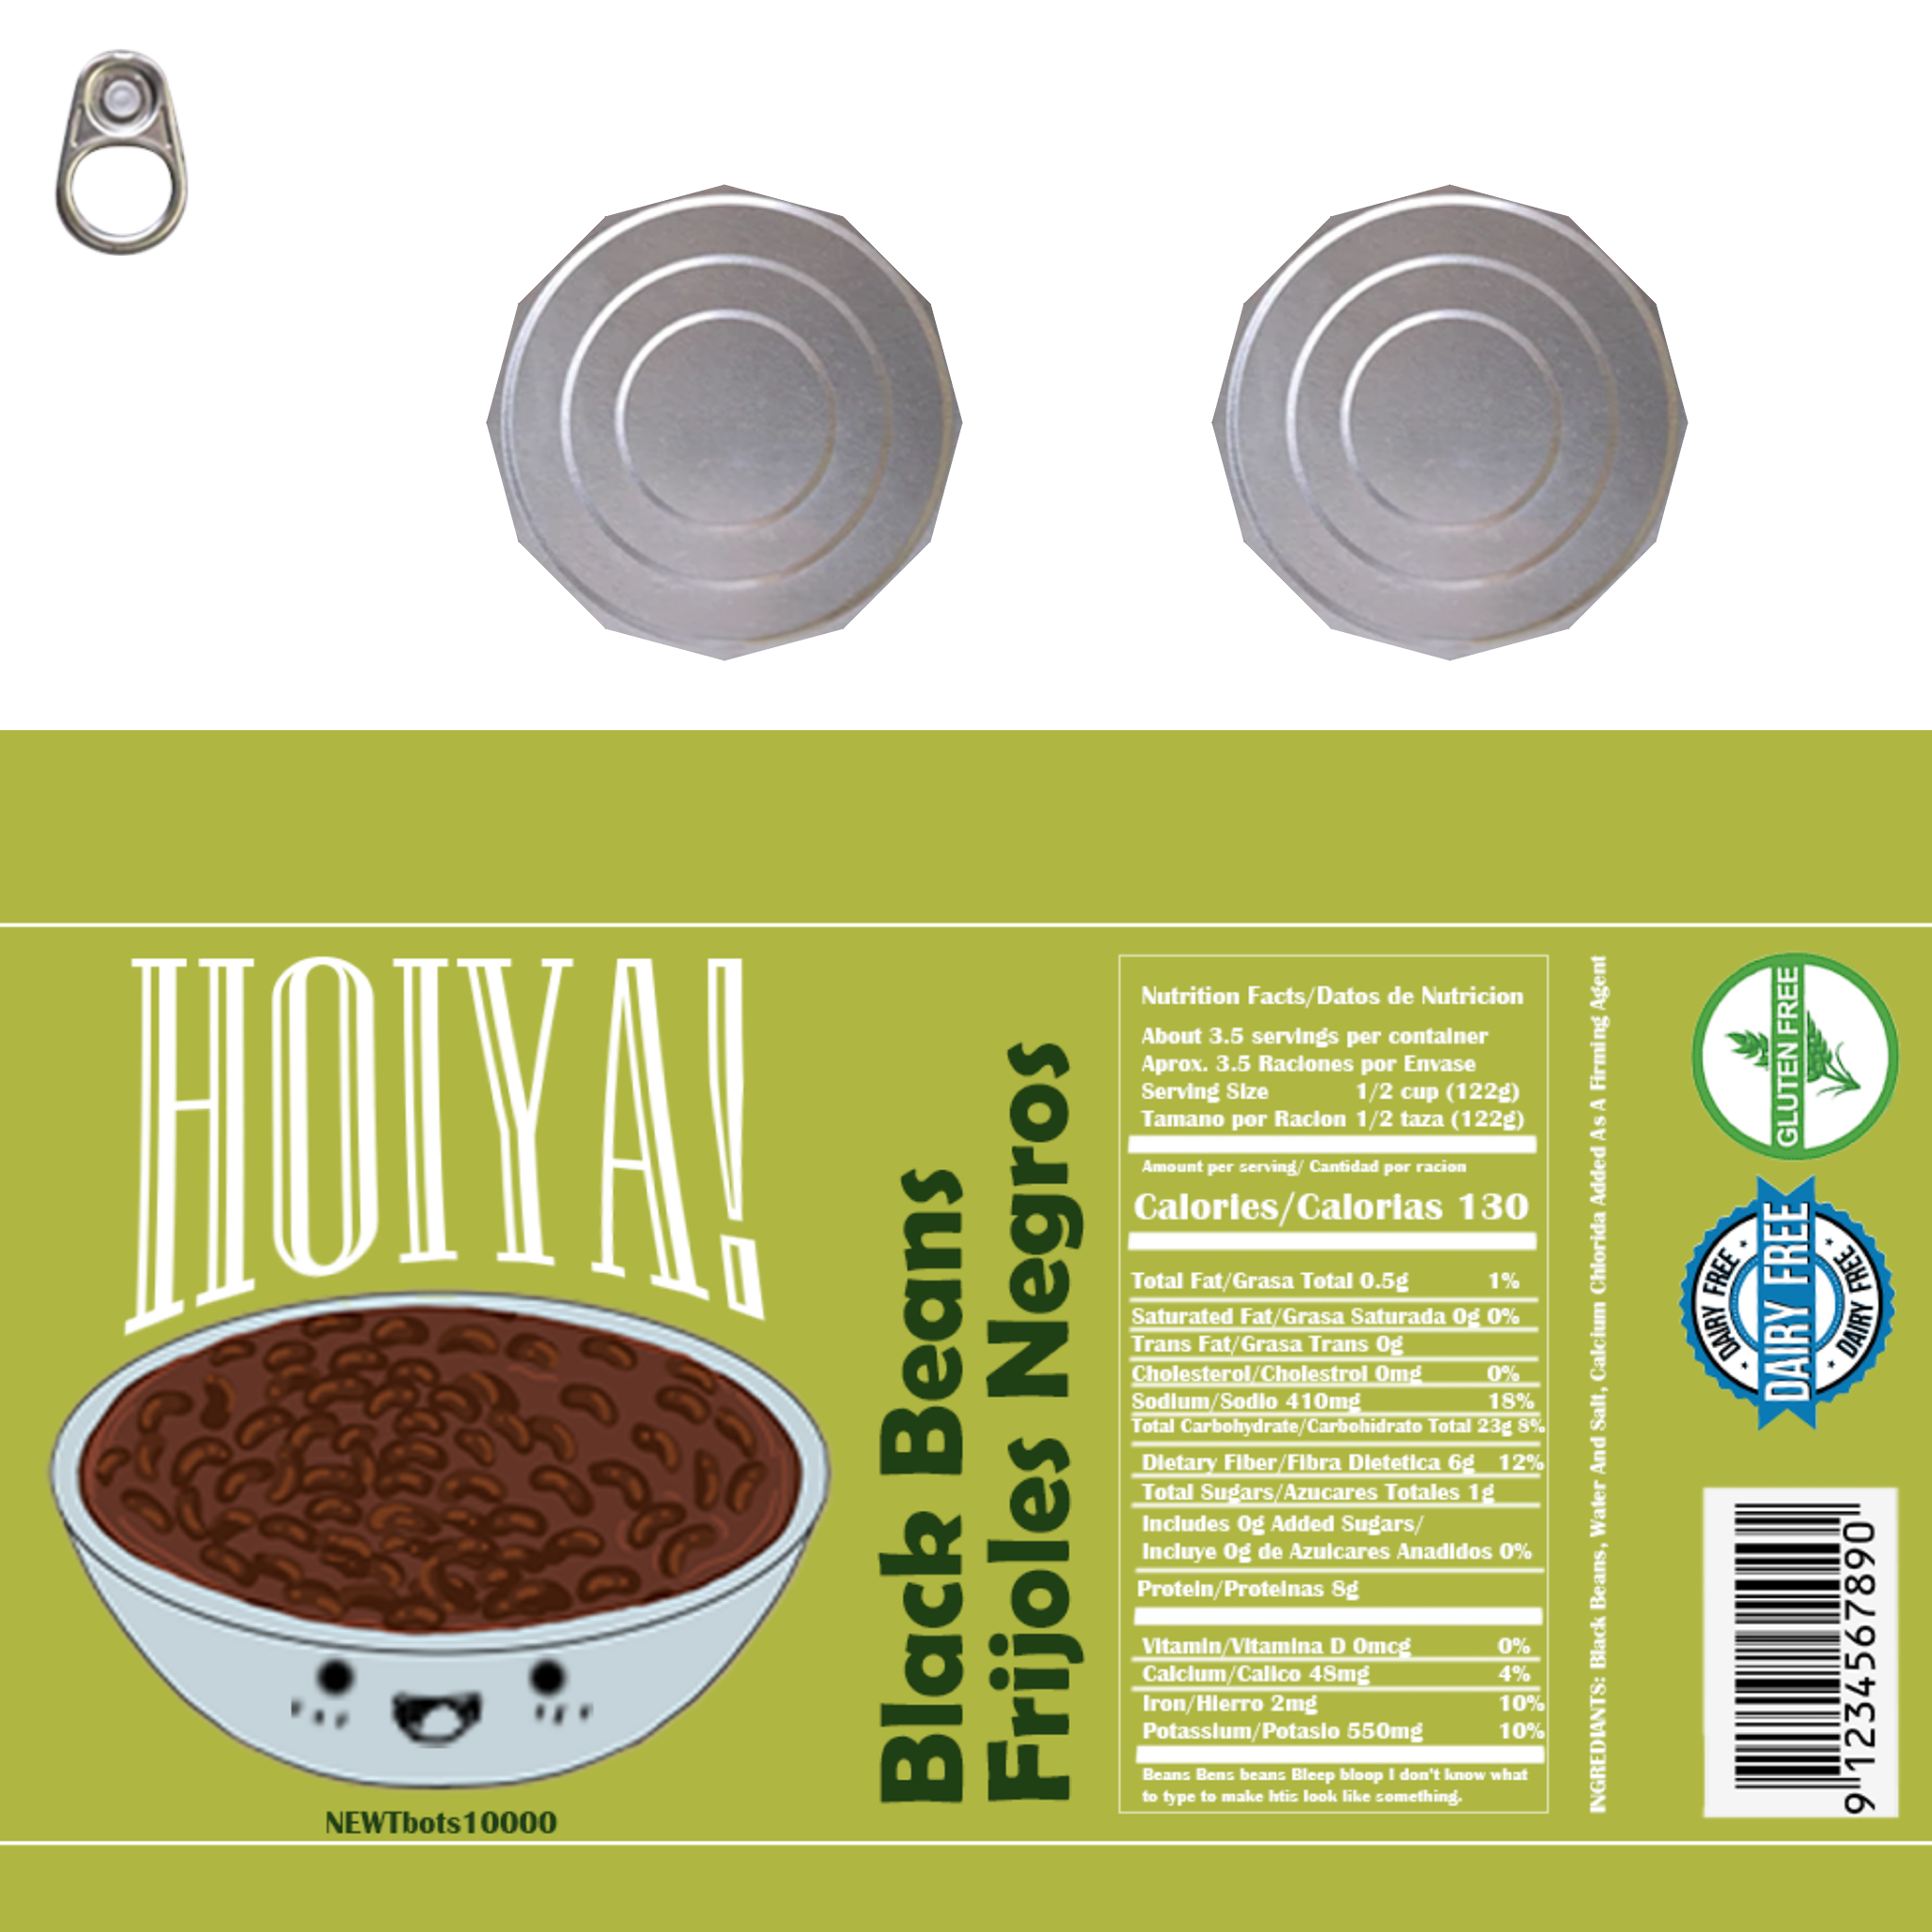 HOIYA!
NEWTbots10000
Black Beans
Frijoles Negros
Nutrition Facts/Datos de Nutricion
About 3.5 servings per container
Aprox. 3.5 Raciones por Envase
Serving Size 1/2 cup (122g)
Tamano por Racion 1/2 taza (122g)
Amount per serving/ Cantidad por racion
Calories/Calorias 130
Total Fat/Grasa Total 0.5g 1%
Saturated Fat/Grasa Saturada 0g 0%
Trans Fat/Grasa Trans 0g
Cholesterol/Cholestrol 0mg 0%
Sodium/Sodio 410mg 18%
Total Carbohydrate/Carbohidrato Total 23g 8%
Dietary Fiber/Fibra Dietetica 6g 12%
Total Sugars/Azucares Totales 1g
Includes 0g Added Sugars/
Incluye 0g de Azulcares Anadidos 0%
Protein/Proteinas 8g
Vitamin/Vitamina D 0mcg 0%
Calcium/Calico 48mg 4%
Iron/Hierro 2mg 10%
Potassium/Potasio 550mg 10%
Beans Bens beans Bleep bloop I don't know what
to type to make htis look like something.
INGREDIANTS: Black Beans, Water And Salt, Calcium Chlorida Added As A Firming Agent
GLUTEN FREE
DAIRY FREE
DAIRY FREE
DAIRY FREE
9 1234567890